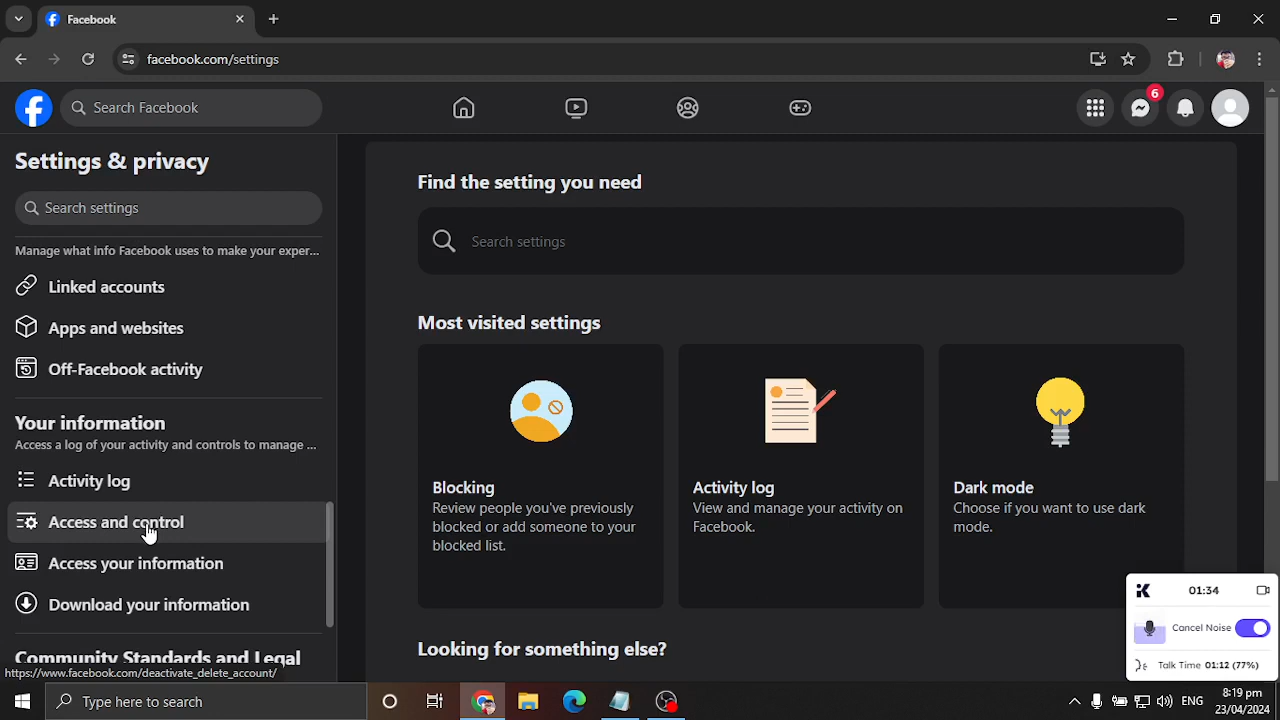 Facebook
facebook.com/settings
Search Facebook
6
Settings & privacy
Search settings
Manage what info Facebook uses to make your exper...
Linked accounts
Apps and websites
Off-Facebook activity
Your information
Access a log of your activity and controls to manage ...
Activity log
Access and control
Access your information
Download your information
Community Standards and Legal
https://www.facebook.com/deactivate_delete_account/
Find the setting you need
Search settings
Most visited settings
Blocking
Review people you've previously
blocked or add someone to your
blocked list.
Activity log
View and manage your activity on
Facebook.
Dark mode
Choose if you want to use dark
mode.
Looking for something else?
01:34
Cancel Noise
Talk Time 01:12 (77%)
Type here to search
ENG
8:19 pm
23/04/2024